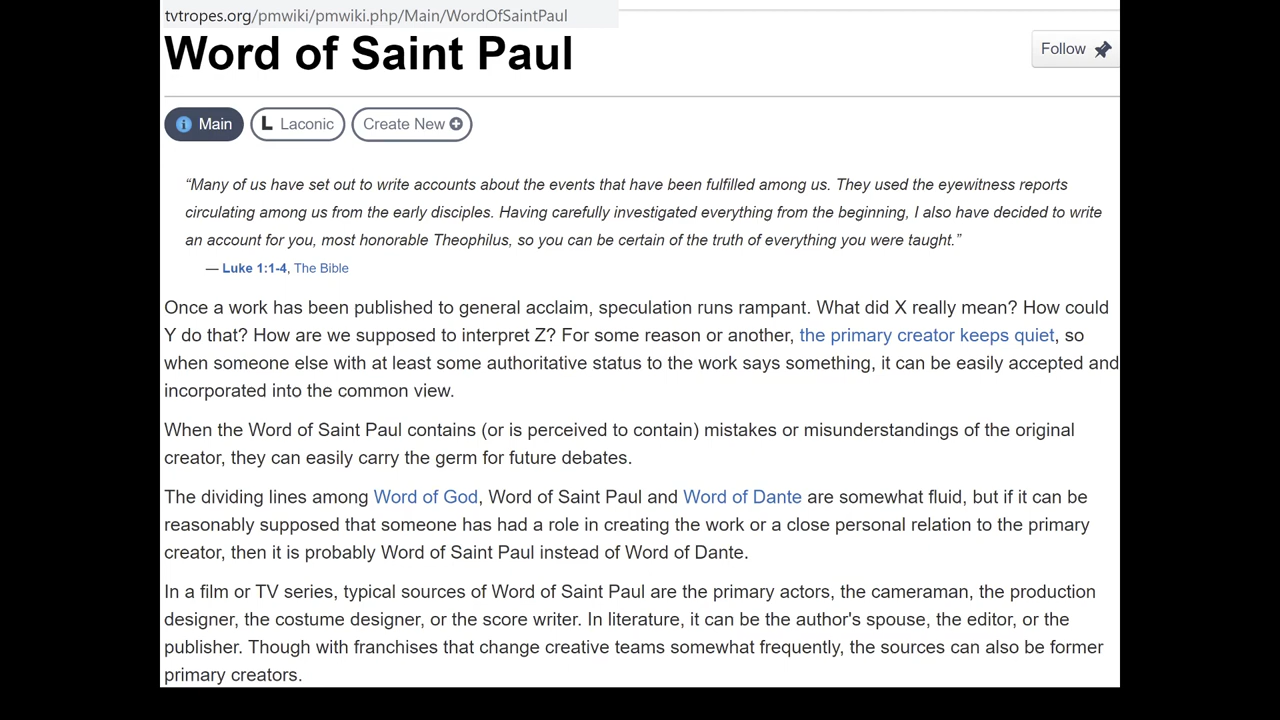 tvtropes.org/pmwiki/pmwiki.php/Main/WordOfSaintPaul
Word of Saint Paul
Follow
Main
L Laconic
Create New
“Many of us have set out to write accounts about the events that have been fulfilled among us. They used the eyewitness reports
circulating among us from the early disciples. Having carefully investigated everything from the beginning, I also have decided to write
an account for you, most honorable Theophilus, so you can be certain of the truth of everything you were taught.”
— Luke 1:1-4, The Bible
Once a work has been published to general acclaim, speculation runs rampant. What did X really mean? How could
Y do that? How are we supposed to interpret Z? For some reason or another, the primary creator keeps quiet, so
when someone else with at least some authoritative status to the work says something, it can be easily accepted and
incorporated into the common view.
When the Word of Saint Paul contains (or is perceived to contain) mistakes or misunderstandings of the original
creator, they can easily carry the germ for future debates.
The dividing lines among Word of God, Word of Saint Paul and Word of Dante are somewhat fluid, but if it can be
reasonably supposed that someone has had a role in creating the work or a close personal relation to the primary
creator, then it is probably Word of Saint Paul instead of Word of Dante.
In a film or TV series, typical sources of Word of Saint Paul are the primary actors, the cameraman, the production
designer, the costume designer, or the score writer. In literature, it can be the author's spouse, the editor, or the
publisher. Though with franchises that change creative teams somewhat frequently, the sources can also be former
primary creators.